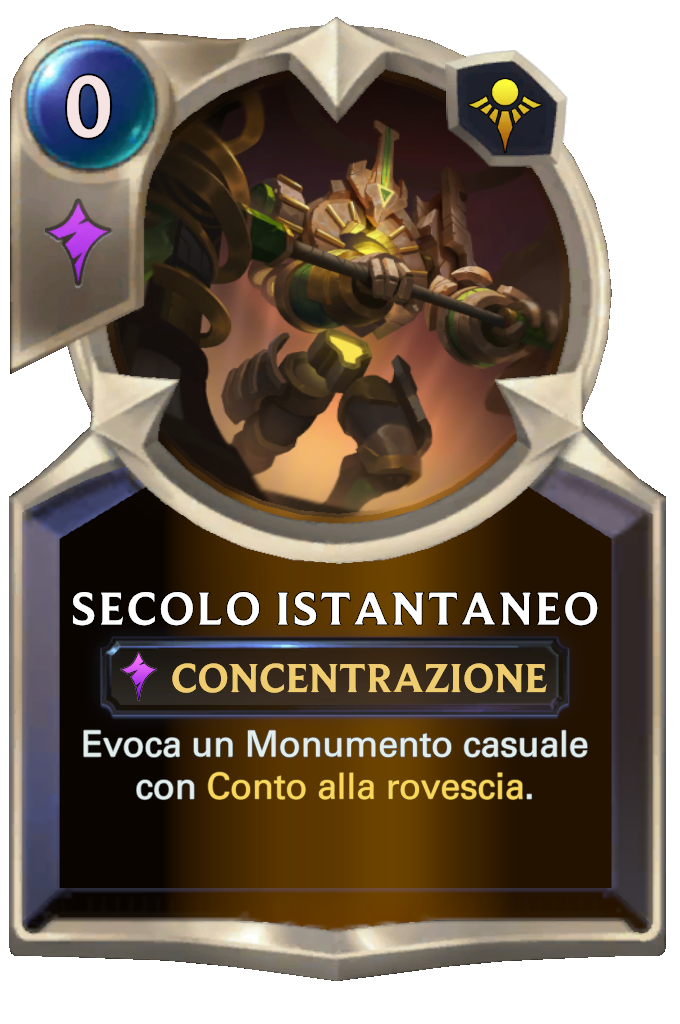 0
SECOLO ISTANTANEO
CONCENTRAZIONE
Evoca un Monumento casuale
con Conto alla rovescia.